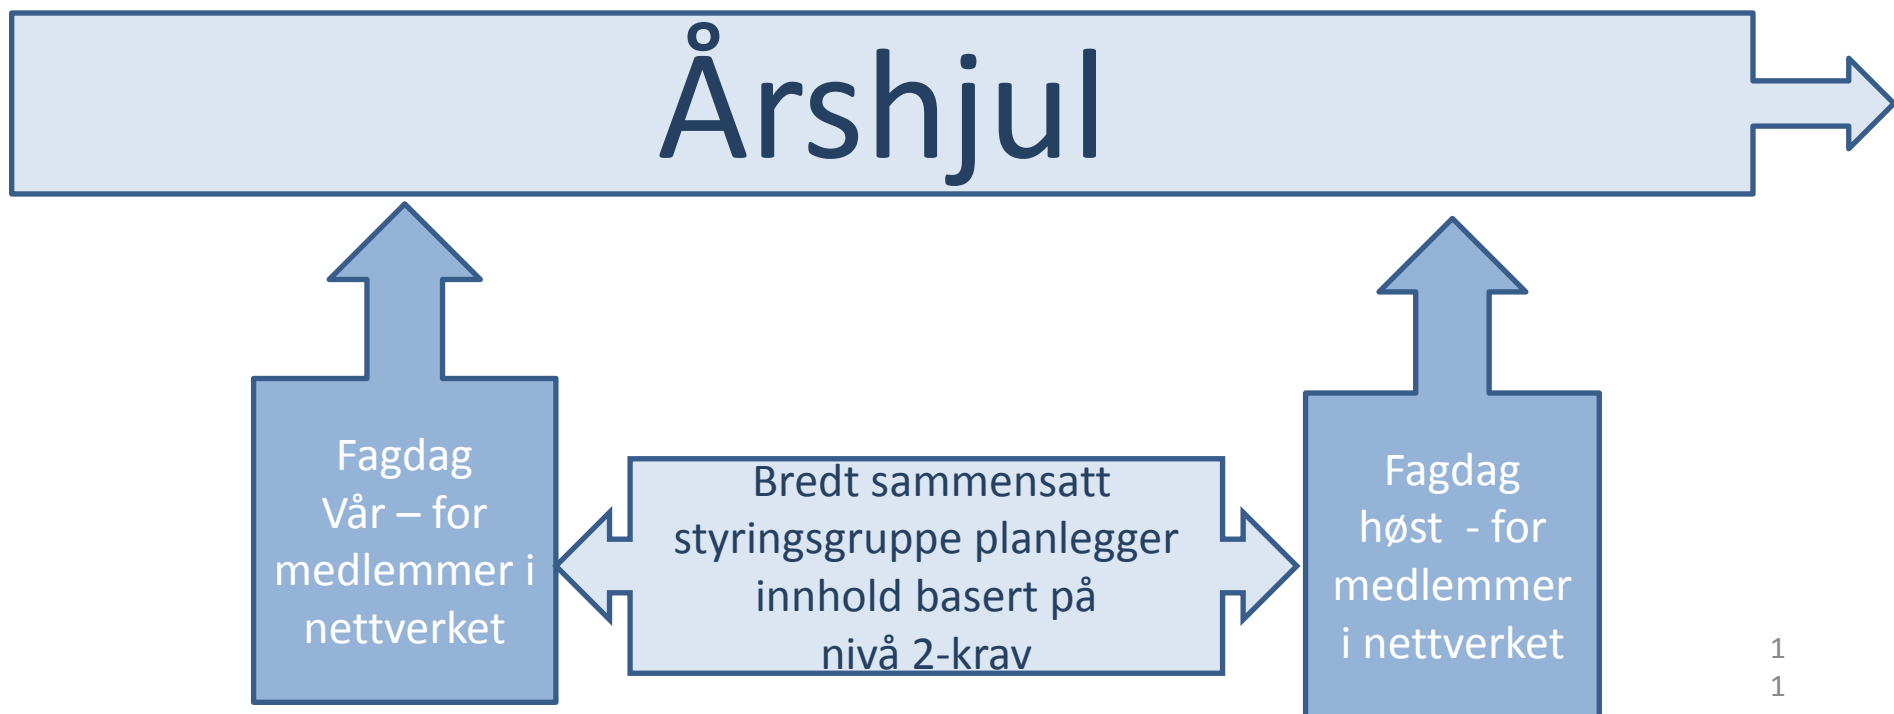 Årshjul
Fagdag
Vår – for
medlemmer i
nettverket
Bredt sammensatt
styringsgruppe planlegger
innhold basert på
nivå 2-krav
Fagdag
høst  - for
medlemmer
i nettverket
1
1